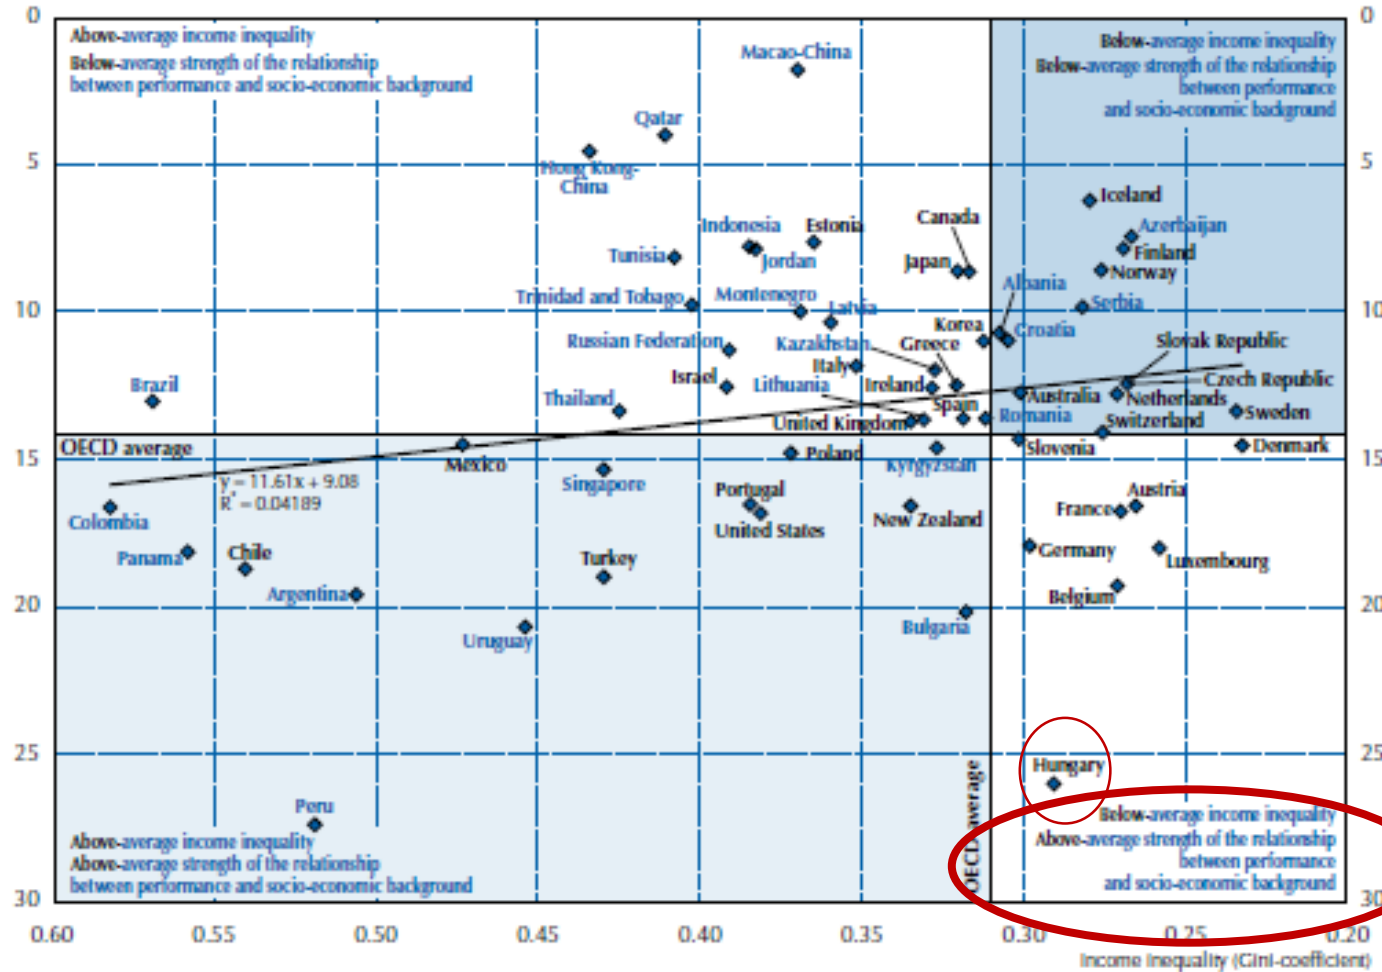 0
0
Above-average income inequality
Below-average strength of the relationship
between performance and socio-economic background
Macao-China
Below-average income inequality
Below-average strength of the relationship
between performance
and socio-economic background
Qatar
5
5
Hong Kong-
China
Iceland
Canada
Indonesia
Estonia
Azerbaijan
Tunisia
Jordan
Japan
Finland
Norway
Albania
Trinidad and Tobago
Montenegro
Latvia
Serbia
10
10
Korea
Croatia
Russian Federation
Kazakhstan
Greece
Slovak Republic
Italy
Israel
Lithuania
Ireland
Czech Republic
Brazil
Thailand
Spain
Australia
Netherlands
United Kingdom
Romania
Switzerland
Sweden
OECD average
Mexico
Poland
Slovenia
Denmark
15
15
Kyrgyzstan
Singapore
y = 11.61x + 9.08
R² = 0.04189
Portugal
Austria
Colombia
United States
New Zealand
France
Panama
Chile
Turkey
Germany
Luxembourg
Argentina
Belgium
20
20
Uruguay
Bulgaria
25
25
Hungary
OECD average
Peru
Above-average income inequality
Above-average strength of the relationship
between performance and socio-economic background
Below-average income inequality
Above-average strength of the relationship
between performance
and socio-economic background
30
30
0.60
0.55
0.50
0.45
0.40
0.35
0.30
0.25
0.20
Income inequality (Gini-coefficient)